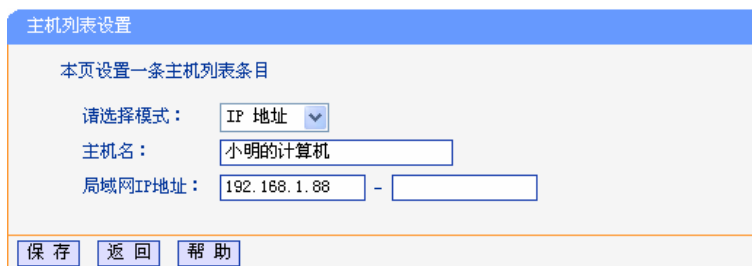 主机列表设置
本页设置一条主机列表条目
请选择模式： IP 地址
主机名： 小明的计算机
局域网IP地址： 192.168.1.88 -
保 存 返 回 帮 助